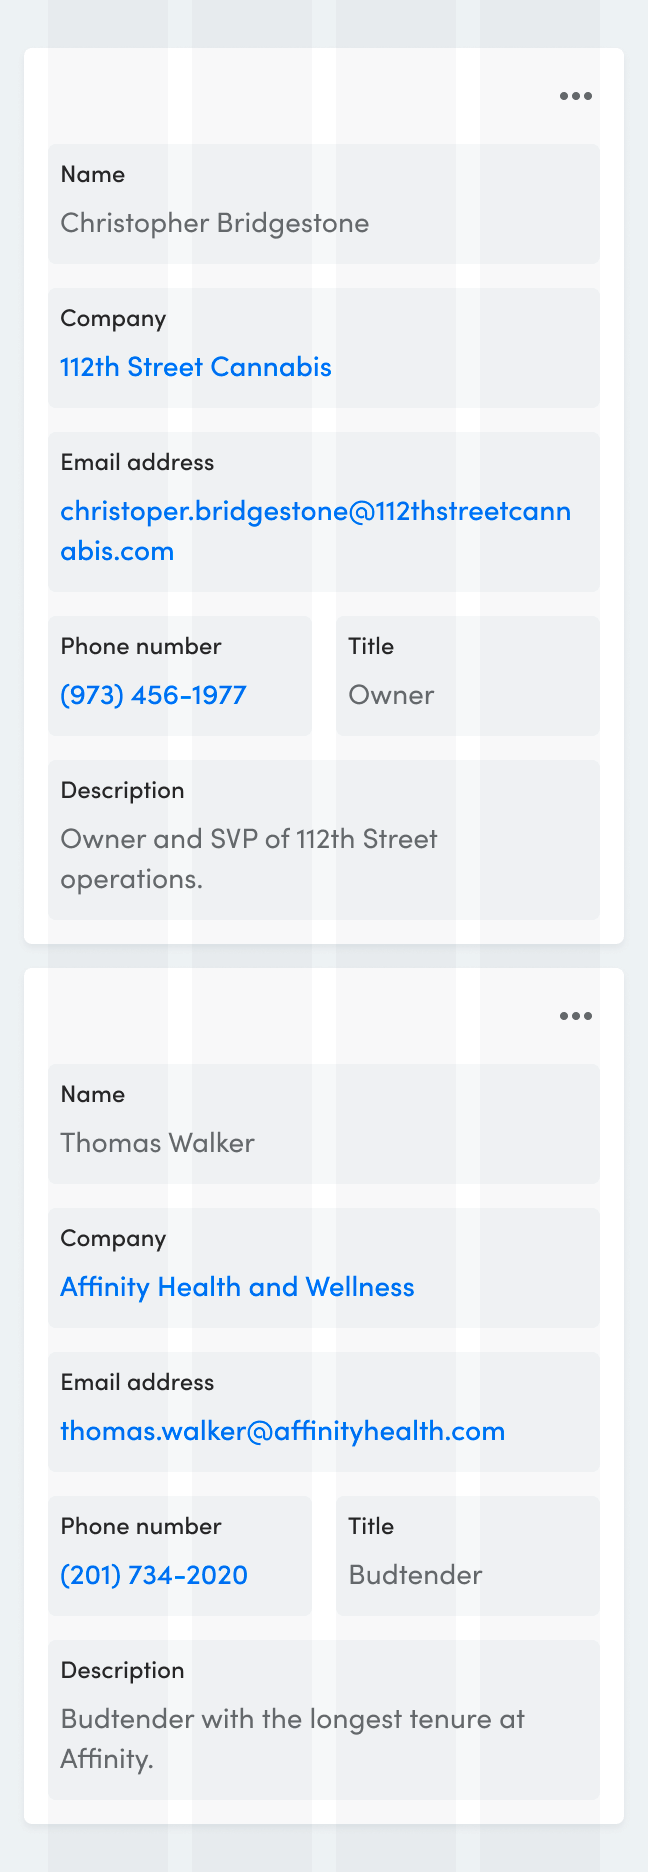 Name
Christopher Bridgestone
Company
112th Street Cannabis
Email address
christoper.bridgestone@112thstreetcann
abis.com
Phone number
(973) 456-1977
Title
Owner
Description
Owner and SVP of 112th Street
operations.
Name
Thomas Walker
Company
Affinity Health and Wellness
Email address
thomas.walker@affinityhealth.com
Phone number
(201) 734-2020
Title
Budtender
Description
Budtender with the longest tenure at
Affinity.